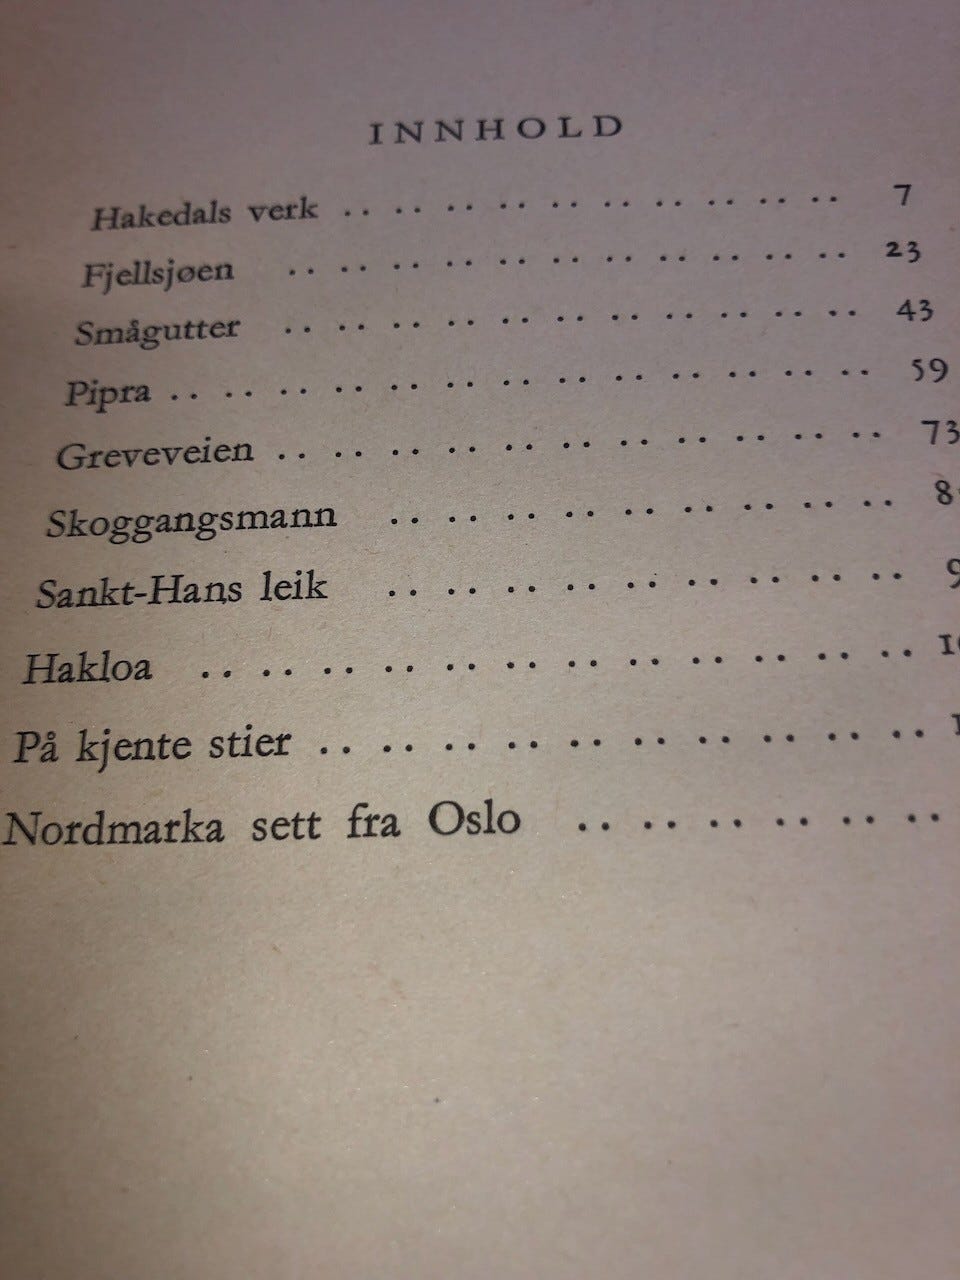 INNHOLD
Hakedals verk .. .. .. .. .. .. .. .. .. .. 7
Fjellsjøen .. .. .. .. .. .. .. .. .. .. .. 23
Smågutter .. .. .. .. .. .. .. .. .. .. .. 43
Pipra .. .. .. .. .. .. .. .. .. .. .. .. .. 59
Greveveien .. .. .. .. .. .. .. .. .. .. .. 73
Skoggangsmann .. .. .. .. .. .. .. .. ..
Sankt-Hans leik .. .. .. .. .. .. .. .. ..
Hakloa .. .. .. .. .. .. .. .. .. .. .. ..
På kjente stier .. .. .. .. .. .. .. .. .. ..
Nordmarka sett fra Oslo .. .. .. .. .. ..